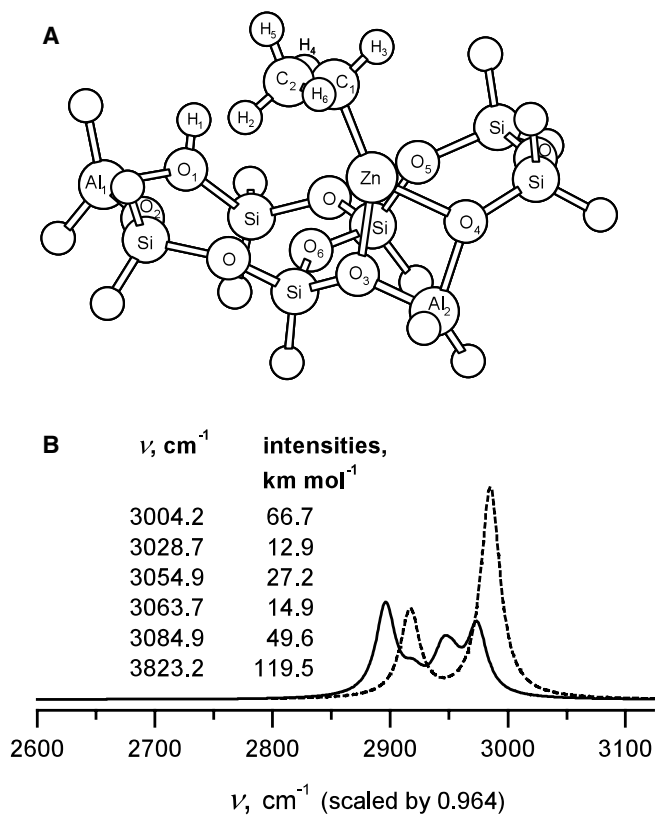 A
H5
H4
H3
C2
C1
H6
H2
H1
Zn
O5
Si
O
Al1
O1
O2
Si
O
Si
O4
Si
Si
O
O6
Si
O3
Al2
B
ν, cm-1 intensities,
km mol-1
3004.2 66.7
3028.7 12.9
3054.9 27.2
3063.7 14.9
3084.9 49.6
3823.2 119.5
2600 2700 2800 2900 3000 3100
ν, cm-1 (scaled by 0.964)